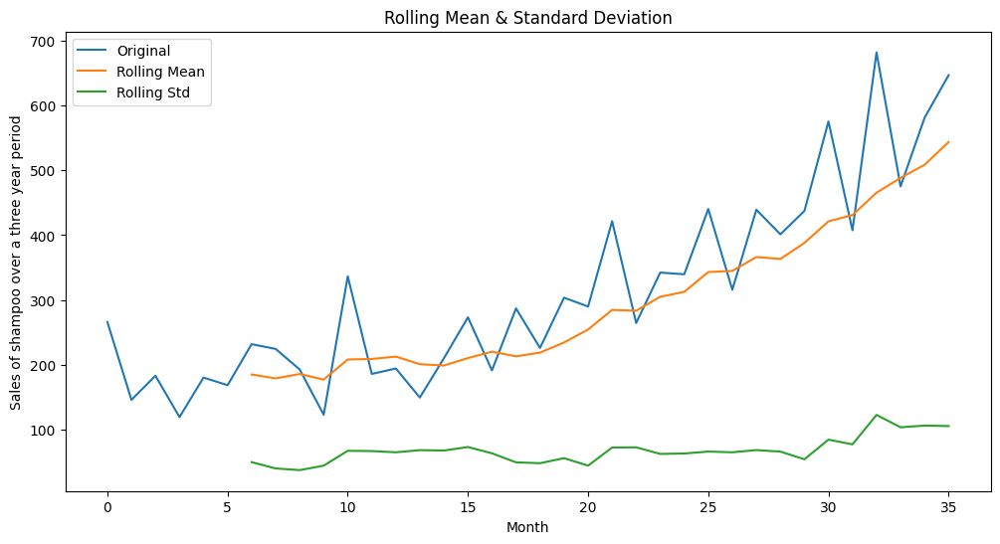 Rolling Mean & Standard Deviation
Original
Rolling Mean
Rolling Std
Sales of shampoo over a three year period
700
600
500
400
300
200
100
0
5
10
15
20
25
30
35
Month